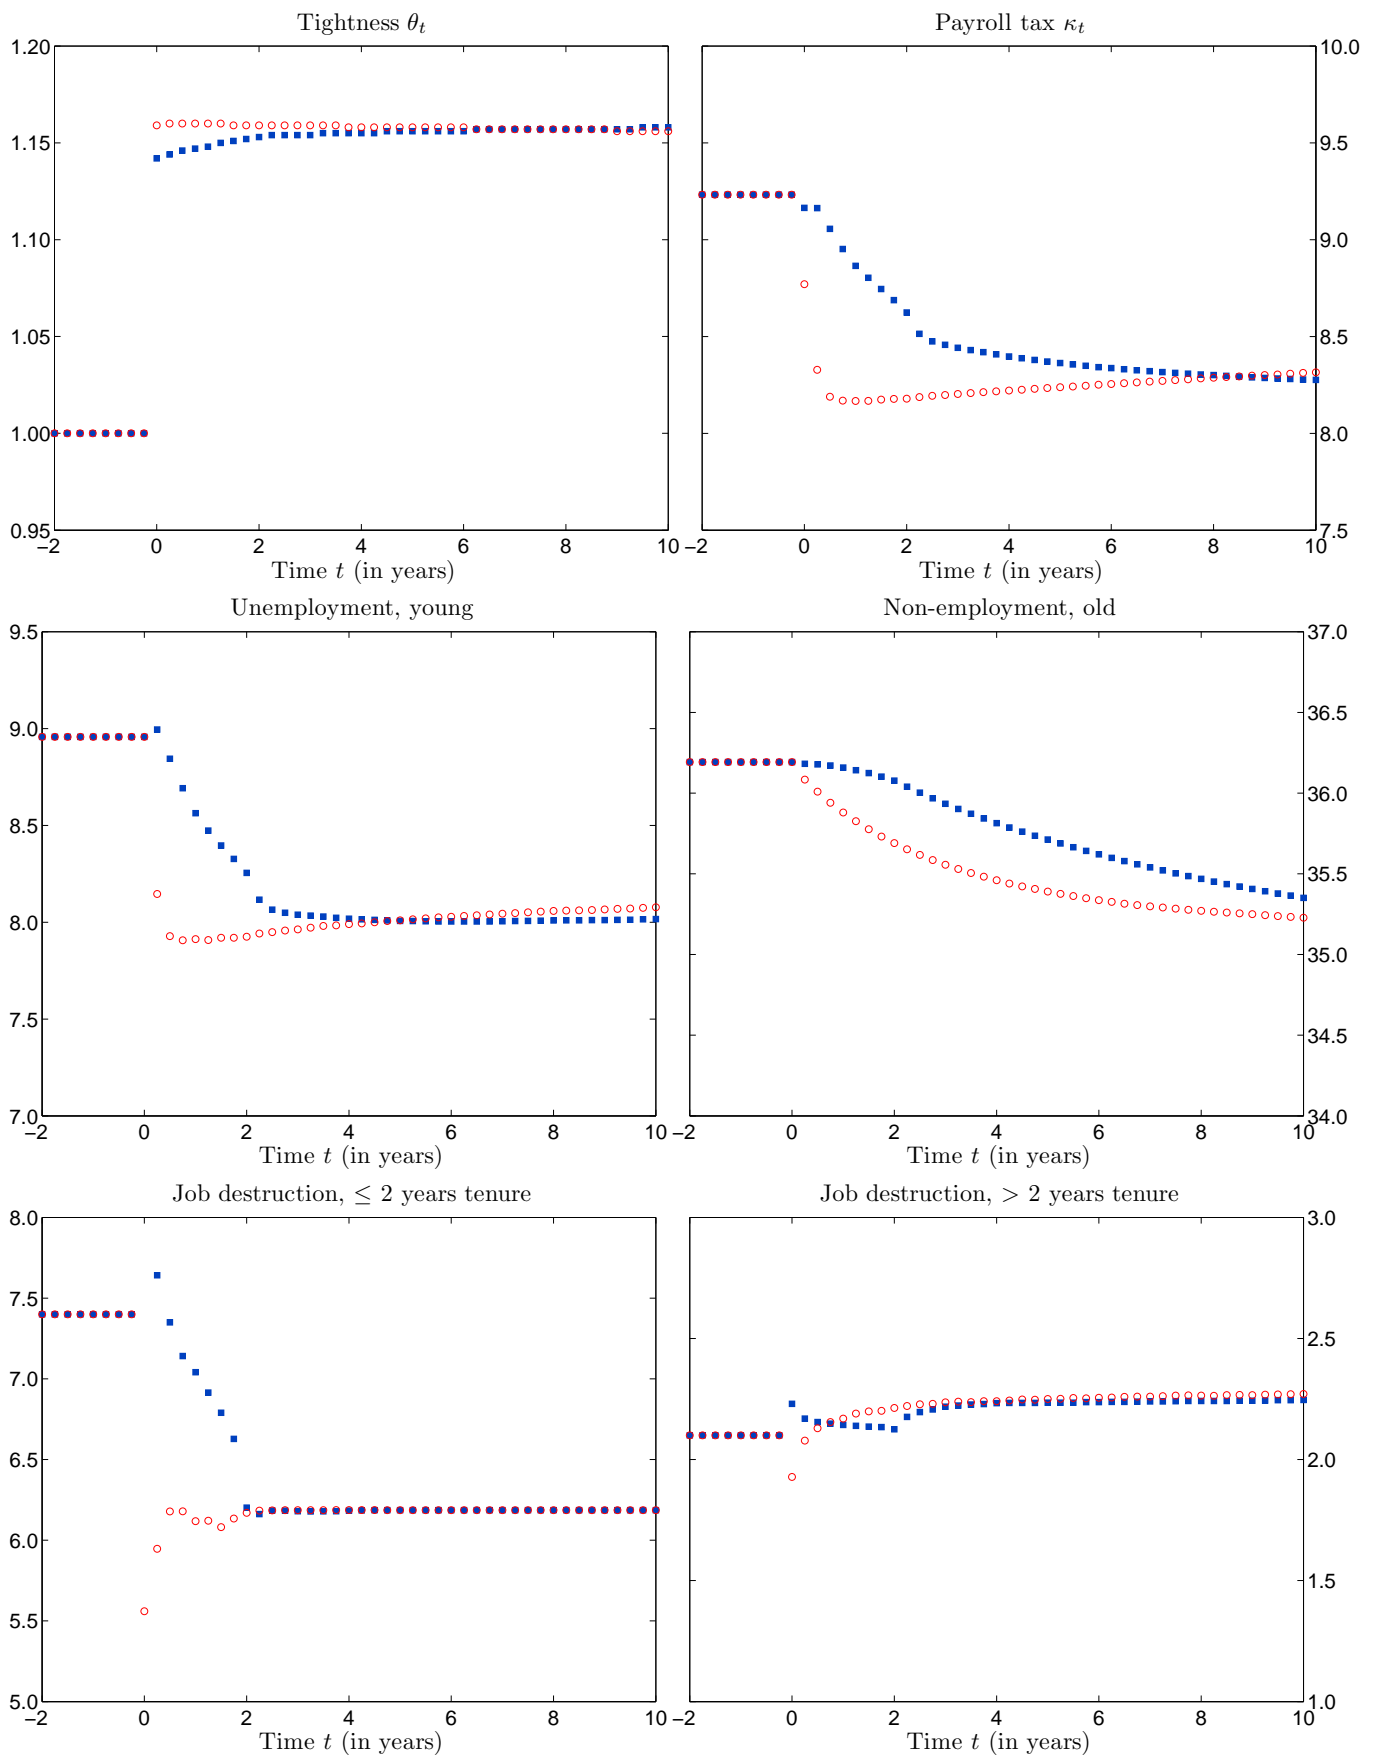 Tightness θt
Payroll tax κt
1.20
1.15
1.10
1.05
1.00
0.95
10.0
9.5
9.0
8.5
8.0
7.5
−2 0 2 4 6 8 10
−2 0 2 4 6 8 10
Time t (in years)
Time t (in years)
Unemployment, young
Non-employment, old
9.5
9.0
8.5
8.0
7.5
7.0
37.0
36.5
36.0
35.5
35.0
34.5
34.0
−2 0 2 4 6 8 10
−2 0 2 4 6 8 10
Time t (in years)
Time t (in years)
Job destruction, ≤ 2 years tenure
Job destruction, > 2 years tenure
8.0
7.5
7.0
6.5
6.0
5.5
5.0
3.0
2.5
2.0
1.5
1.0
−2 0 2 4 6 8 10
−2 0 2 4 6 8 10
Time t (in years)
Time t (in years)